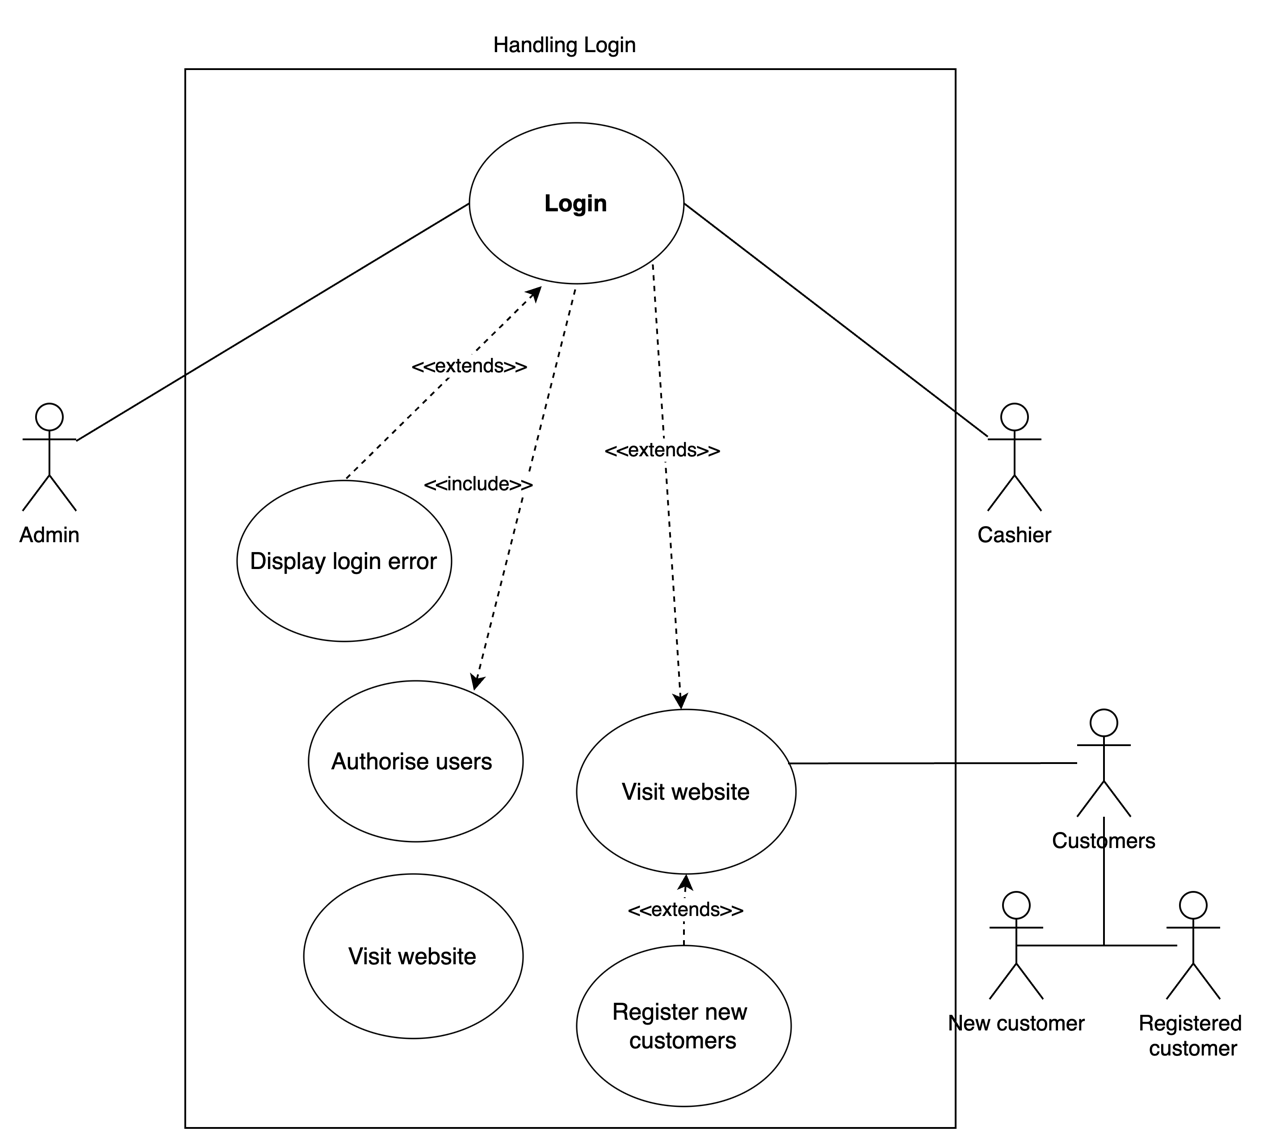 Handling Login
Login
<<extends>>
<<extends>>
<<include>>
Admin
Cashier
Display login error
Authorise users
Visit website
Customers
<<extends>>
Visit website
Register new
customers
New customer
Registered
customer